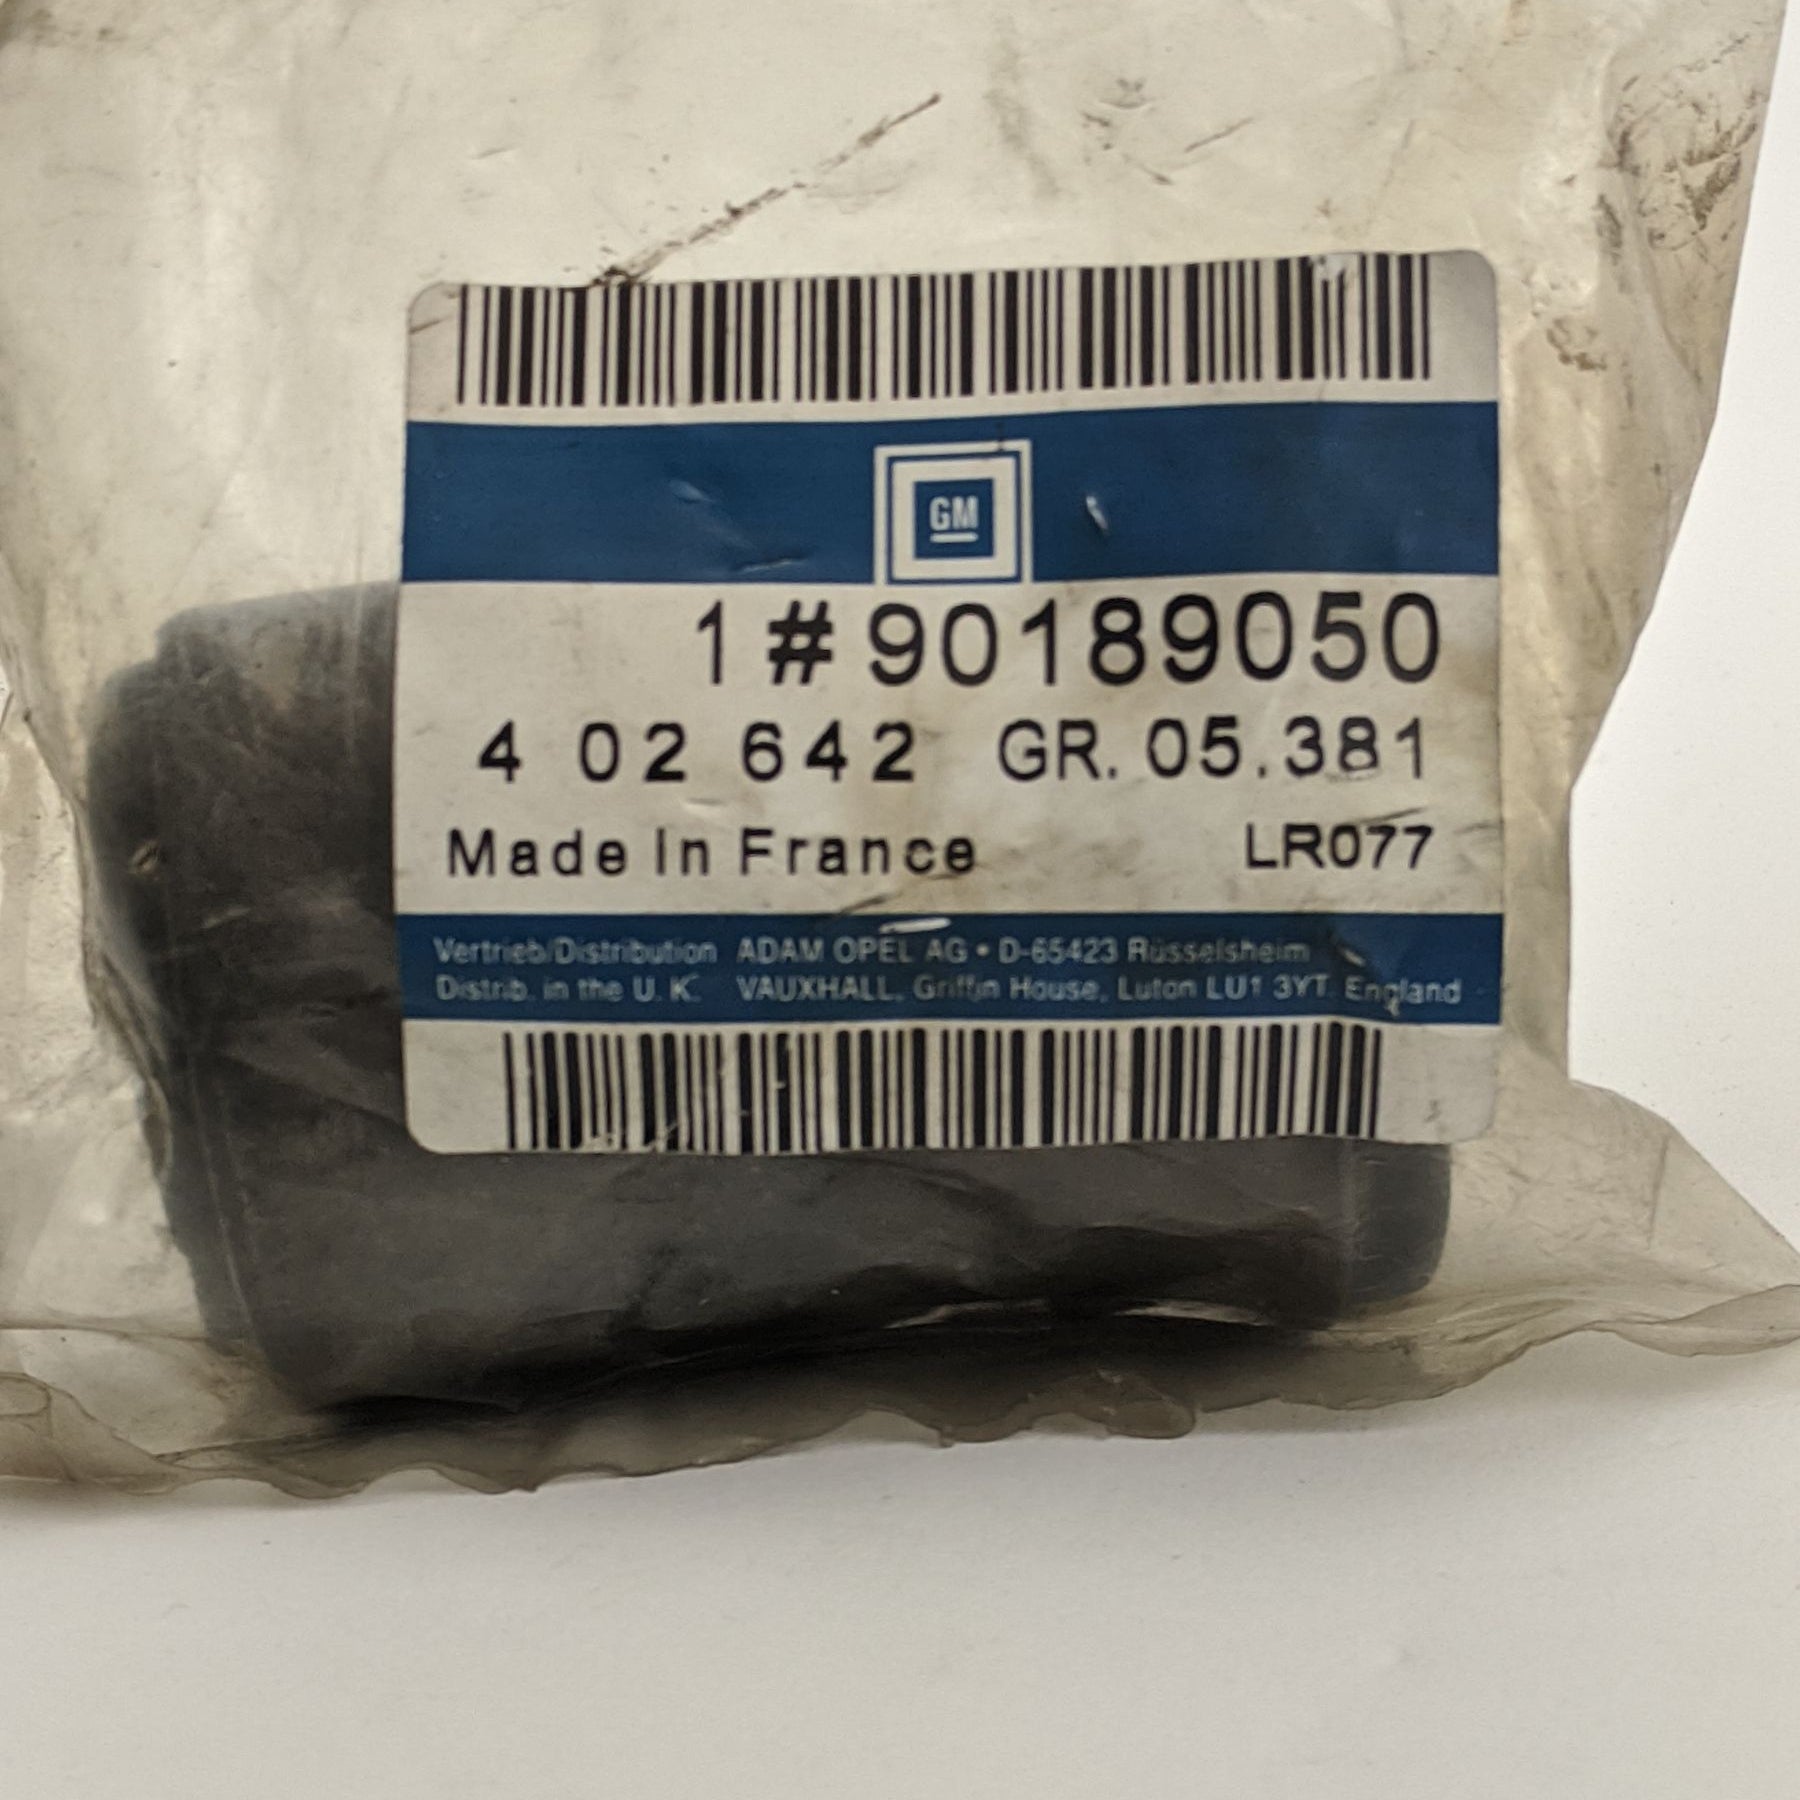 GM
1#90189050
4 02 642 GR. 05.381
Made In France LR077
Vertrieb/Distribution ADAM OPEL AG • D-65423 Rüsselsheim
Distrib. in the U. K. VAUXHALL, Griffin House, Luton LU1 3YT. England